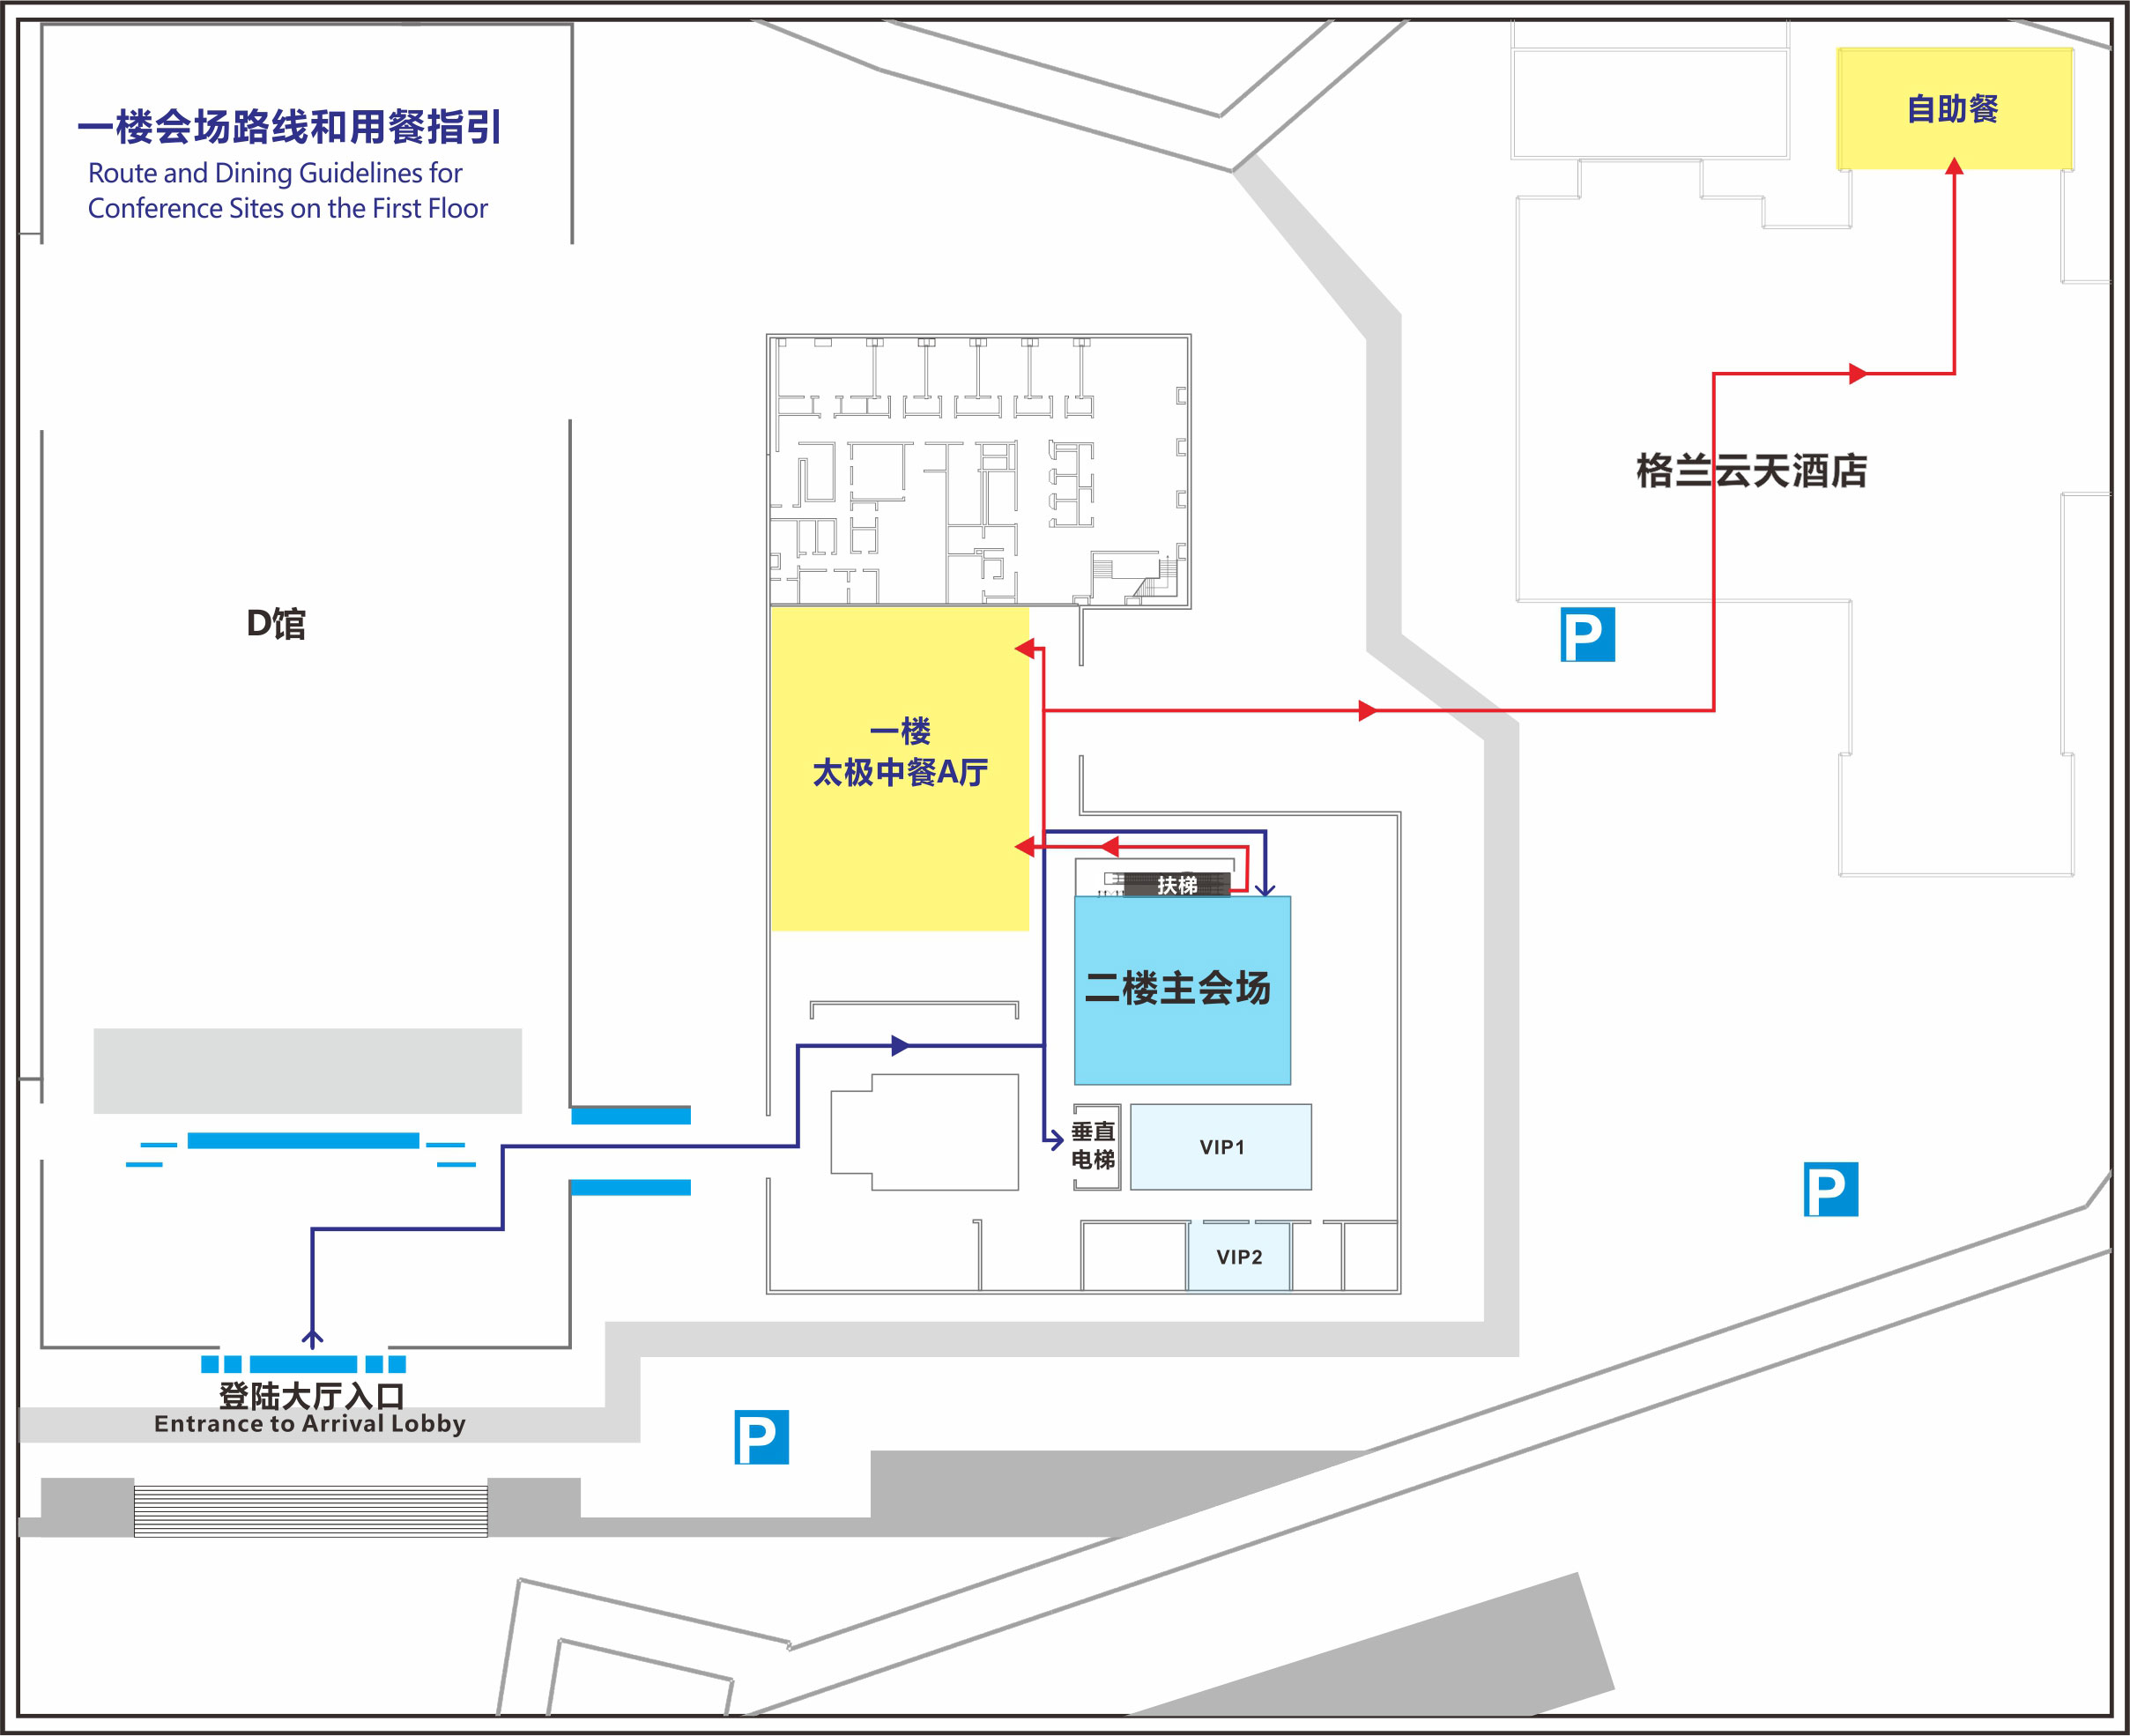 一楼会场路线和用餐指引
Route and Dining Guidelines for
Conference Sites on the First Floor
自助餐
格兰云天酒店
D馆
P
一楼
太极中餐A厅
扶梯
二楼主会场
垂直
电梯
VIP1
VIP2
P
登陆大厅入口
Entrance to Arrival Lobby
P